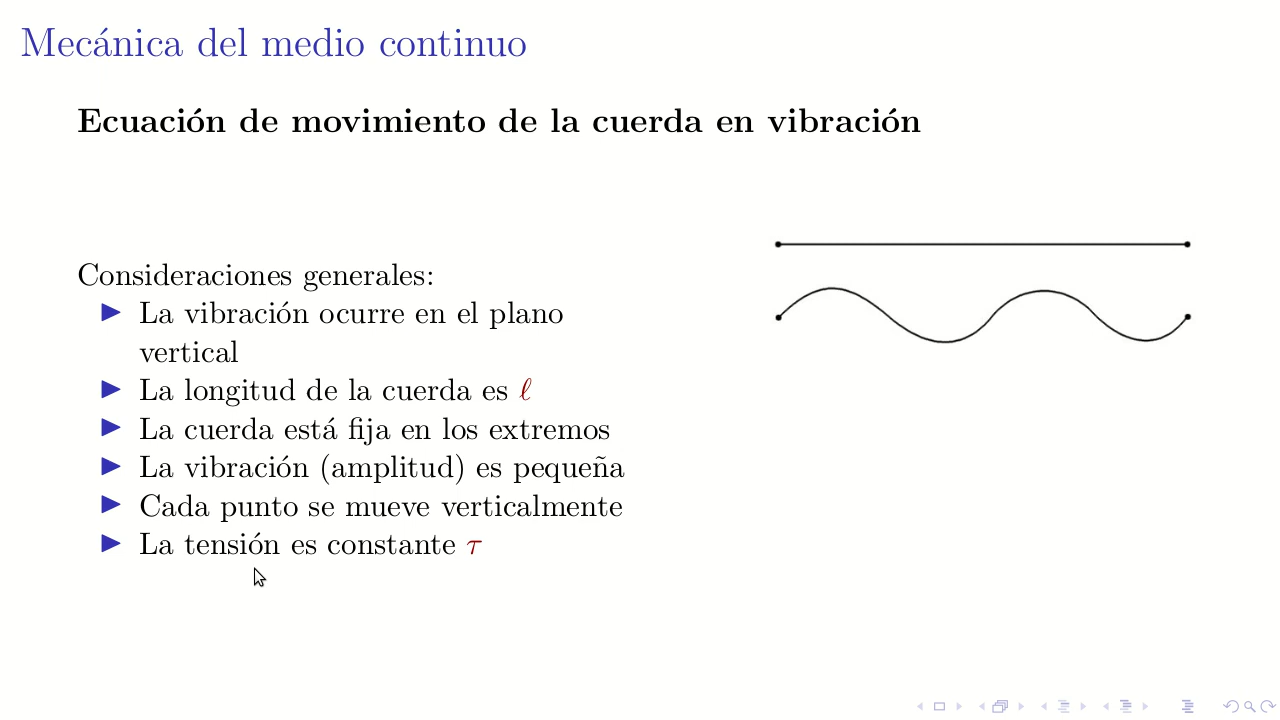 Mecánica del medio continuo
Ecuación de movimiento de la cuerda en vibración
Consideraciones generales:
La vibración ocurre en el plano
vertical
La longitud de la cuerda es ℓ
La cuerda está fija en los extremos
La vibración (amplitud) es pequeña
Cada punto se mueve verticalmente
La tensión es constante τ